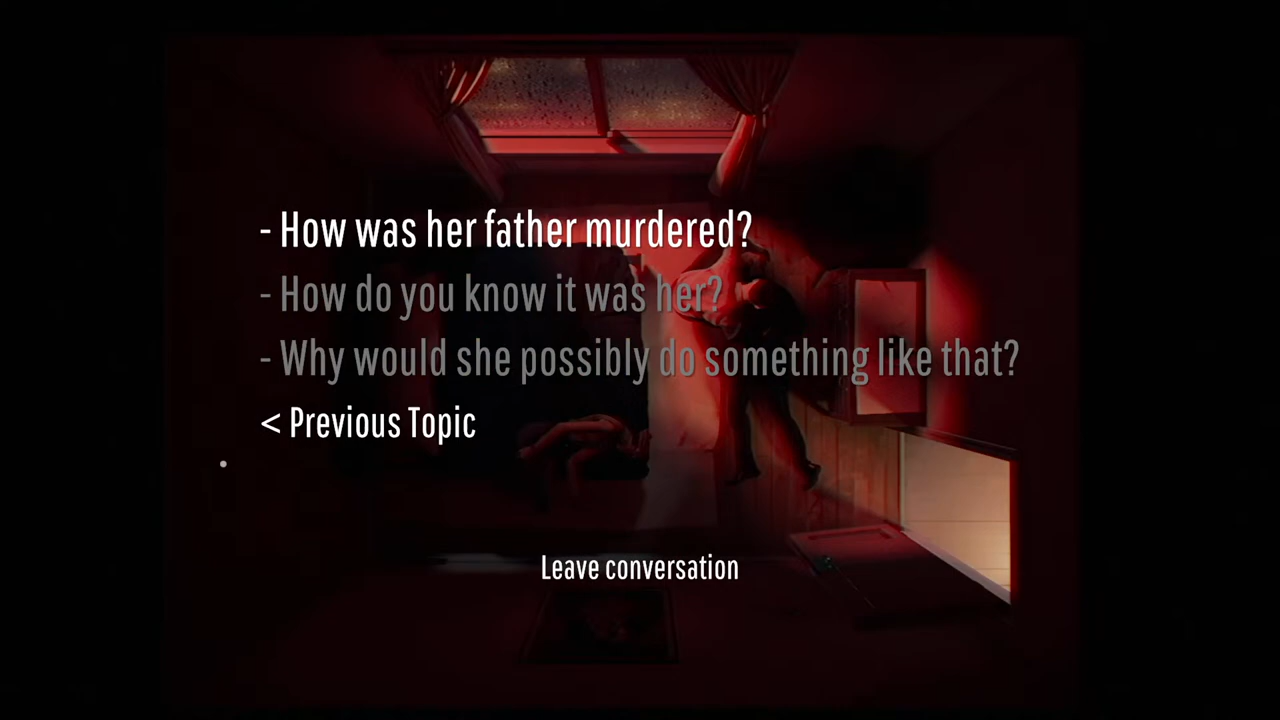 - How was her father murdered?
- How do you know it was her?
- Why would she possibly do something like that?
< Previous Topic
Leave conversation